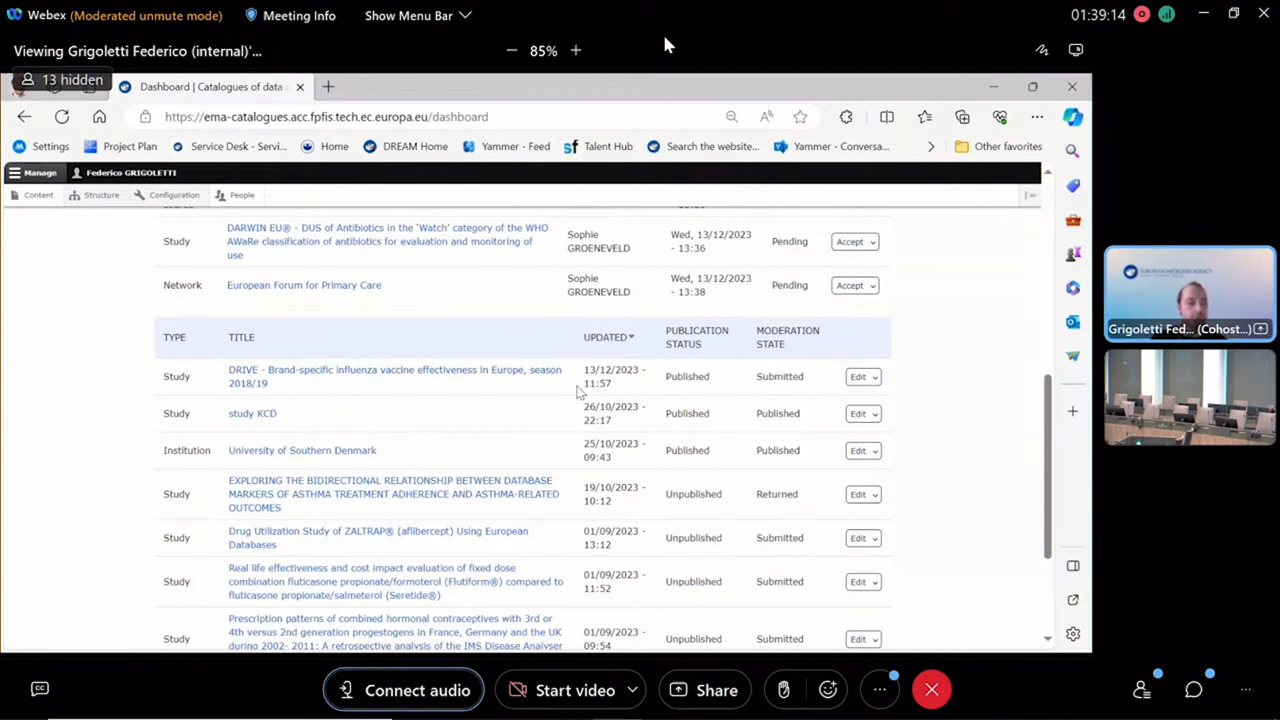 Webex (Moderated unmute mode) Meeting Info Show Menu Bar 01:39:14
Viewing Grigoletti Federico (internal)'... 85%
13 hidden
Dashboard | Catalogues of data
https://ema-catalogues.acc.fpfis.tech.ec.europa.eu/dashboard
Settings Project Plan Service Desk - Servi... Home DREAM Home Yammer - Feed Talent Hub Search the website... Yammer - Conversa... Other favorites
Manage Federico GRIGOLETTI
Content Structure Configuration People
Study
DARWIN EU® - DUS of Antibiotics in the 'Watch' category of the WHO
AWaRe classification of antibiotics for evaluation and monitoring of
use
Sophie
GROENEVELD
Wed, 13/12/2023
- 13:36
Pending Accept
Network European Forum for Primary Care
Sophie
GROENEVELD
Wed, 13/12/2023
- 13:38
Pending Accept
TYPE TITLE UPDATED
PUBLICATION
STATUS
MODERATION
STATE
Study
DRIVE - Brand-specific influenza vaccine effectiveness in Europe, season
2018/19
13/12/2023 -
11:57
Published Submitted Edit
Study study KCD
26/10/2023 -
22:17
Published Published Edit
Institution University of Southern Denmark
25/10/2023 -
09:43
Published Published Edit
Study
EXPLORING THE BIDIRECTIONAL RELATIONSHIP BETWEEN DATABASE
MARKERS OF ASTHMA TREATMENT ADHERENCE AND ASTHMA-RELATED
OUTCOMES
19/10/2023 -
10:12
Unpublished Returned Edit
Study
Drug Utilization Study of ZALTRAP® (aflibercept) Using European
Databases
01/09/2023 -
13:12
Unpublished Submitted Edit
Study
Real life effectiveness and cost impact evaluation of fixed dose
combination fluticasone propionate/formoterol (Flutiform®) compared to
fluticasone propionate/salmeterol (Seretide®)
01/09/2023 -
11:52
Unpublished Submitted Edit
Study
Prescription patterns of combined hormonal contraceptives with 3rd or
4th versus 2nd generation progestogens in France, Germany and the UK
during 2002- 2011: A retrospective analysis of the IMS Disease Analyser
01/09/2023 -
09:54
Unpublished Submitted Edit
EUROPEAN MEDICINES AGENCY
Grigoletti Fed... (Cohost...)
Connect audio Start video Share